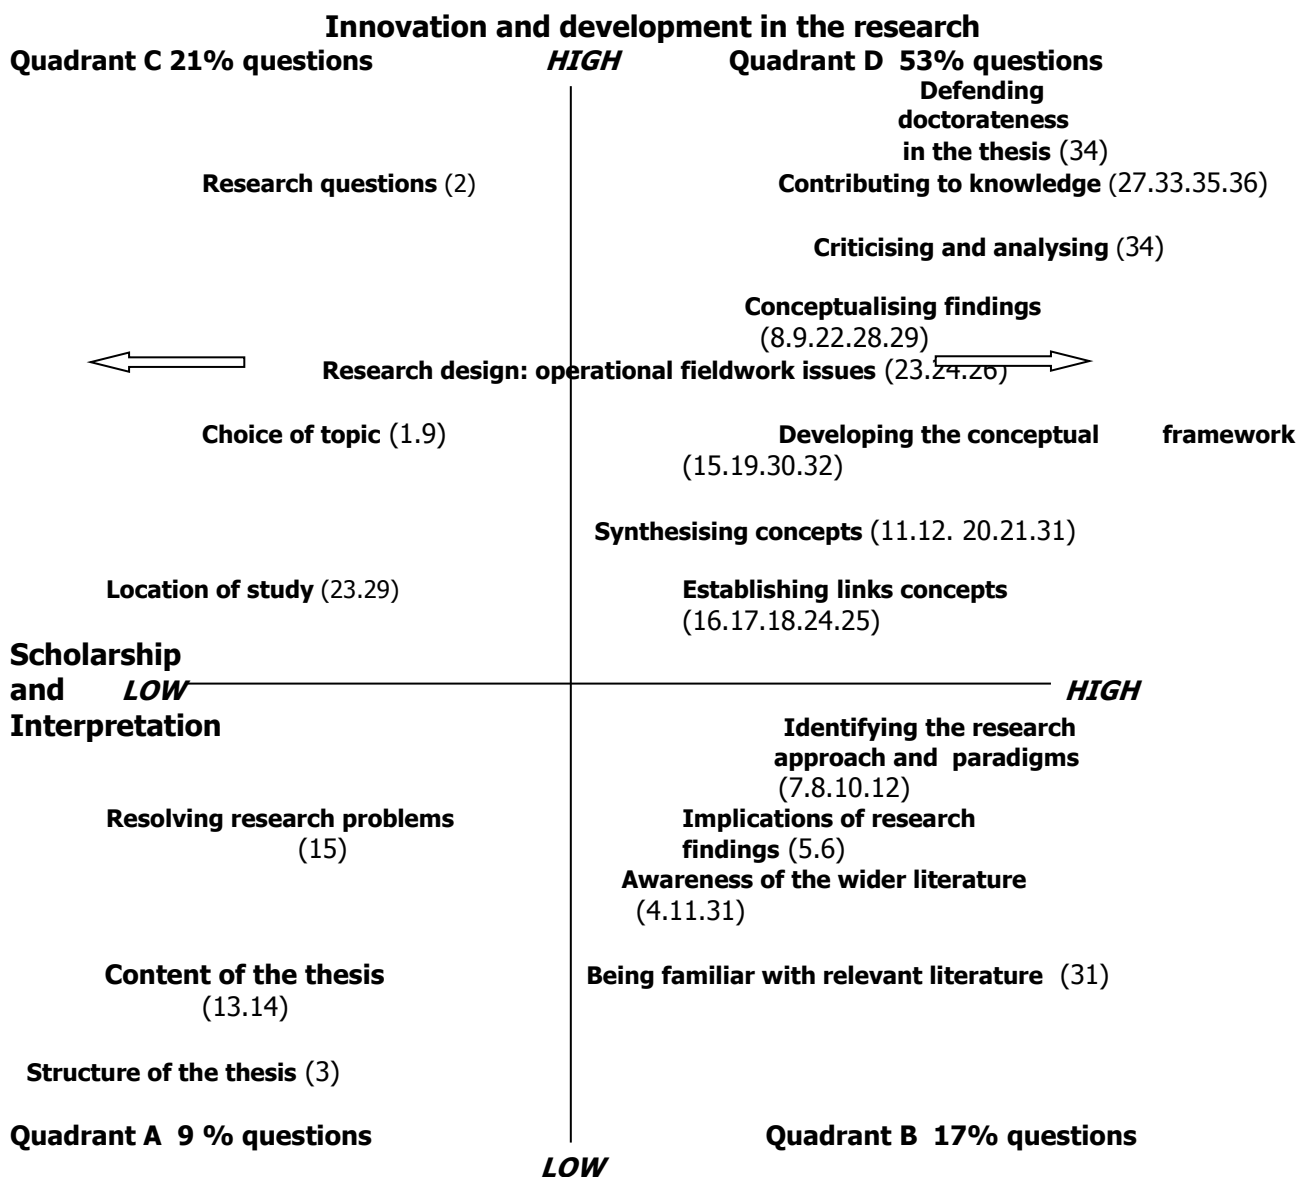 Innovation and development in the research
Quadrant C 21% questions HIGH Quadrant D 53% questions
Defending
doctorateness
in the thesis (34)
Research questions (2) Contributing to knowledge (27.33.35.36)
Criticising and analysing (34)
Conceptualising findings
(8.9.22.28.29)
Research design: operational fieldwork issues (23.24.26)
Choice of topic (1.9) Developing the conceptual framework
(15.19.30.32)
Synthesising concepts (11.12. 20.21.31)
Location of study (23.29) Establishing links concepts
(16.17.18.24.25)
Scholarship
and LOW HIGH
Interpretation Identifying the research
approach and paradigms
(7.8.10.12)
Resolving research problems Implications of research
(15) findings (5.6)
Awareness of the wider literature
(4.11.31)
Content of the thesis Being familiar with relevant literature (31)
(13.14)
Structure of the thesis (3)
Quadrant A 9 % questions Quadrant B 17% questions
LOW